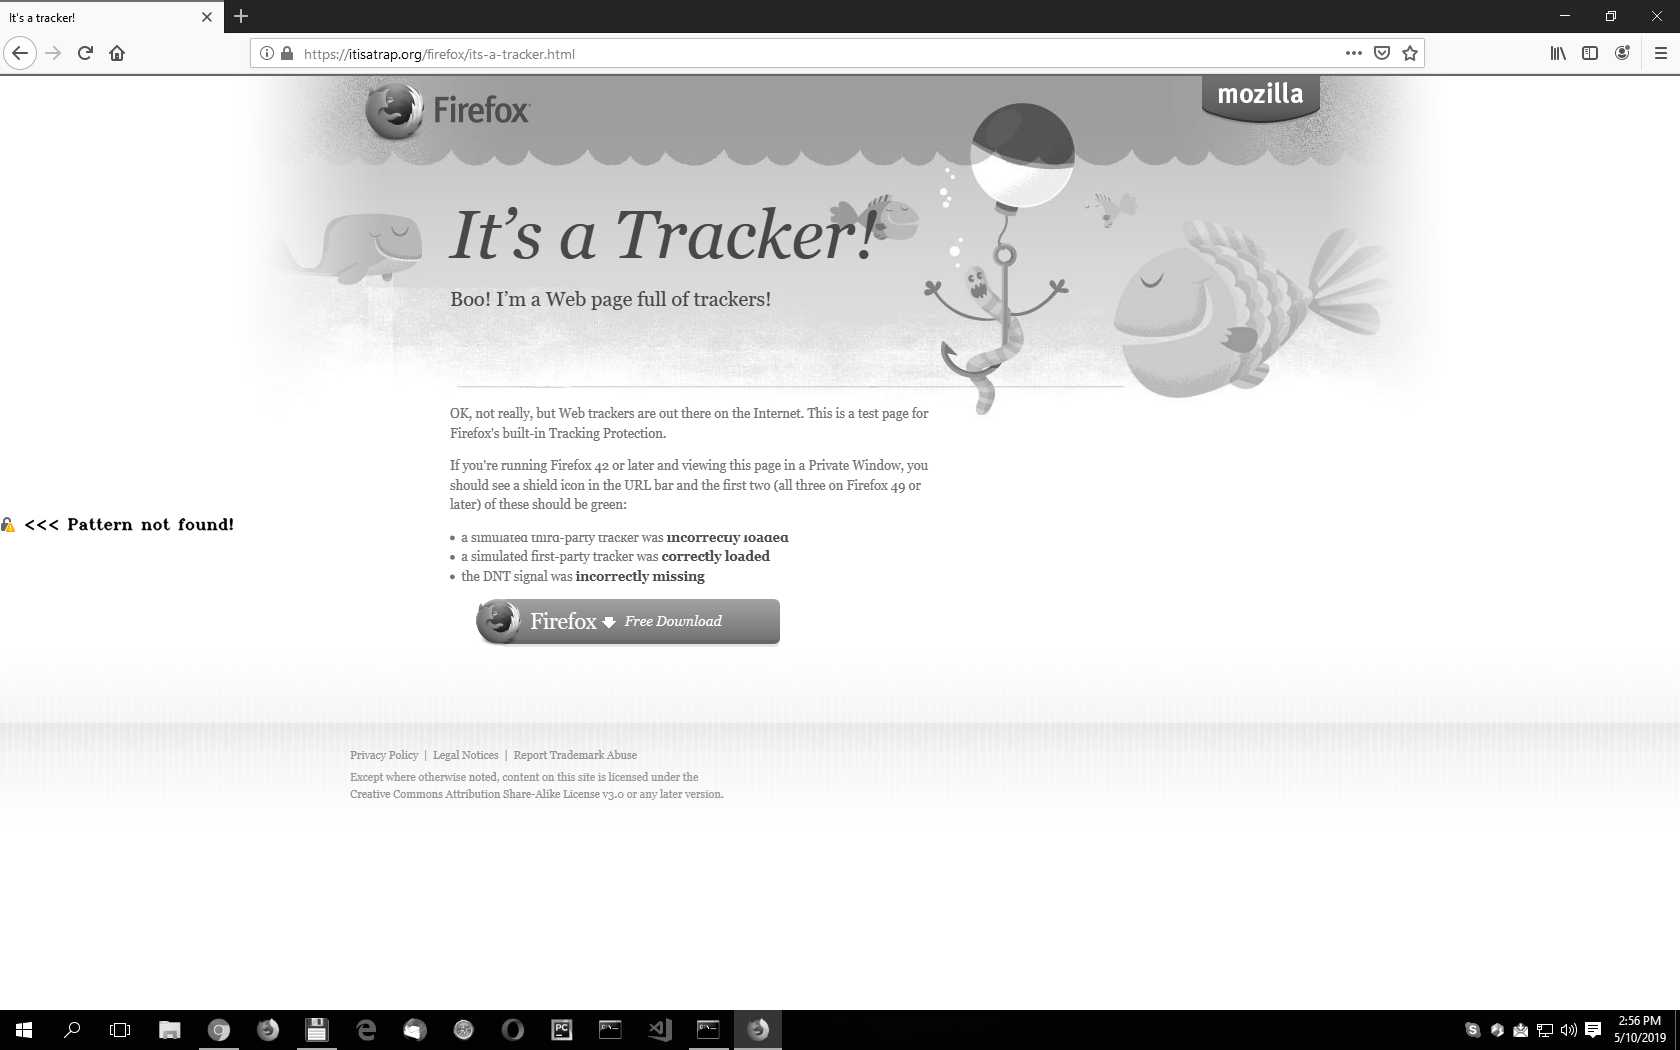 It's a tracker!
https://itisatrap.org/firefox/its-a-tracker.html
Firefox
mozilla
It’s a Tracker!
Boo! I’m a Web page full of trackers!
OK, not really, but Web trackers are out there on the Internet. This is a test page for
Firefox's built-in Tracking Protection.
If you're running Firefox 42 or later and viewing this page in a Private Window, you
should see a shield icon in the URL bar and the first two (all three on Firefox 49 or
later) of these should be green:
<<< Pattern not found!
• a simulated third-party tracker was incorrectly loaded
• a simulated first-party tracker was correctly loaded
• the DNT signal was incorrectly missing
Firefox Free Download
Privacy Policy | Legal Notices | Report Trademark Abuse
Except where otherwise noted, content on this site is licensed under the
Creative Commons Attribution Share-Alike License v3.0 or any later version.
PC
2:56 PM
5/10/2019